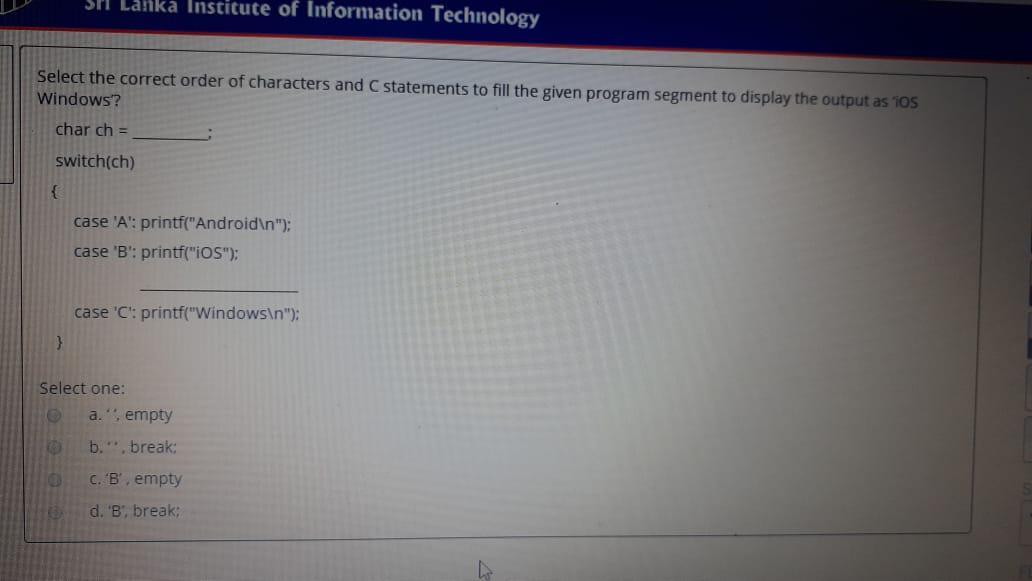 Sri Lanka Institute of Information Technology
Select the correct order of characters and C statements to fill the given program segment to display the output as 'iOS
Windows'?
char ch = ________;
switch(ch)
{
case 'A': printf("Android\n");
case 'B': printf("iOS");
________________
case 'C': printf("Windows\n");
}
Select one:
a. ' ', empty
b. ' ', break;
c. 'B', empty
d. 'B', break;